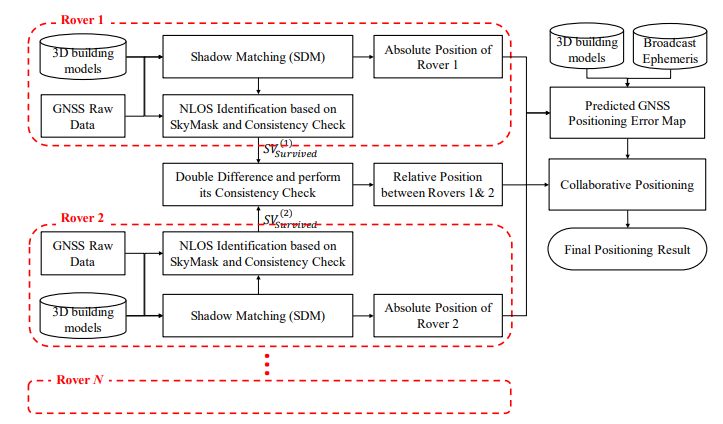 Rover 1
3D building
models
Shadow Matching (SDM)
Absolute Position of
Rover 1
3D building
models
Broadcast
Ephemeris
GNSS Raw
Data
NLOS Identification based on
SkyMask and Consistency Check
Predicted GNSS
Positioning Error Map
SV_{Survived}^{(1)}
Double Difference and perform
its Consistency Check
Relative Position
between Rovers 1& 2
Collaborative Positioning
SV_{Survived}^{(2)}
Rover 2
GNSS Raw
Data
NLOS Identification based on
SkyMask and Consistency Check
Final Positioning Result
3D building
models
Shadow Matching (SDM)
Absolute Position of
Rover 2
Rover N